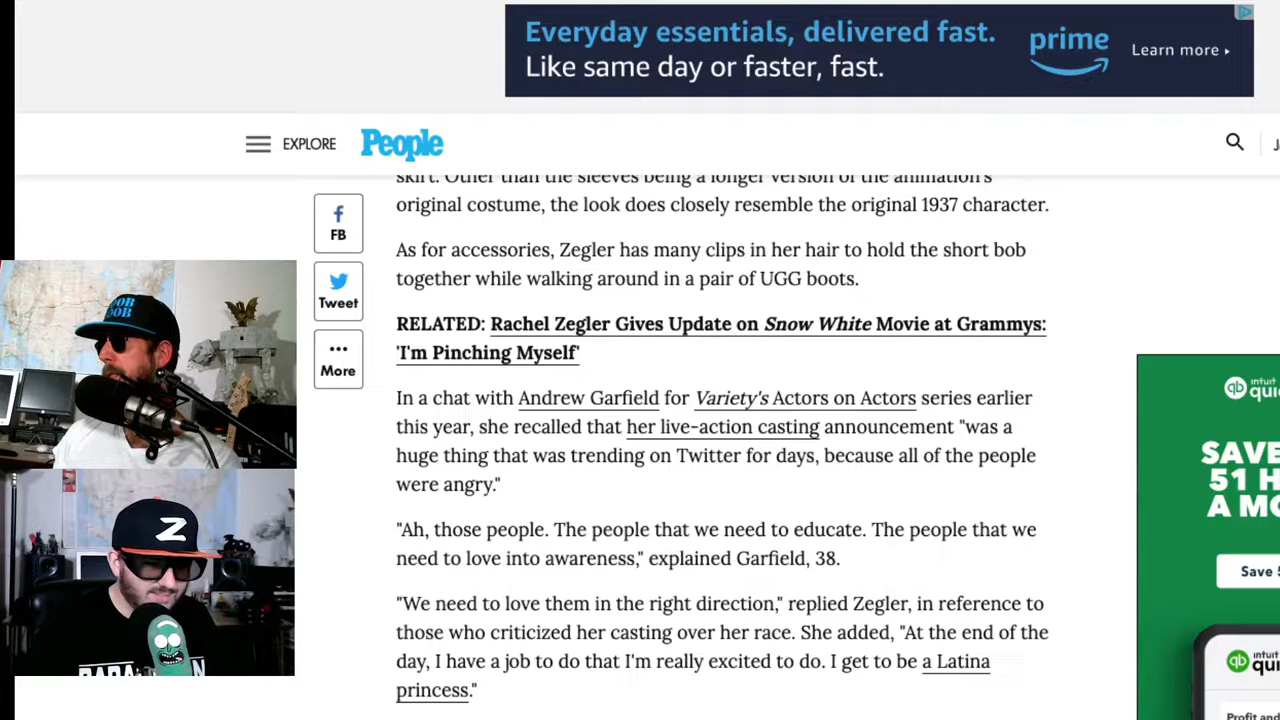 Everyday essentials, delivered fast.
Like same day or faster, fast.
prime
Learn more ▸
EXPLORE
People
skirt. Other than the sleeves being a longer version of the animation's
original costume, the look does closely resemble the original 1937 character.
FB
As for accessories, Zegler has many clips in her hair to hold the short bob
together while walking around in a pair of UGG boots.
Tweet
RELATED: Rachel Zegler Gives Update on Snow White Movie at Grammys:
'I'm Pinching Myself'
More
In a chat with Andrew Garfield for Variety's Actors on Actors series earlier
this year, she recalled that her live-action casting announcement "was a
huge thing that was trending on Twitter for days, because all of the people
were angry."
"Ah, those people. The people that we need to educate. The people that we
need to love into awareness," explained Garfield, 38.
"We need to love them in the right direction," replied Zegler, in reference to
those who criticized her casting over her race. She added, "At the end of the
day, I have a job to do that I'm really excited to do. I get to be a Latina
princess."
Z
intuit
qui
SAVE
51 H
A MO
Save 5
intuit
qui
Profit and